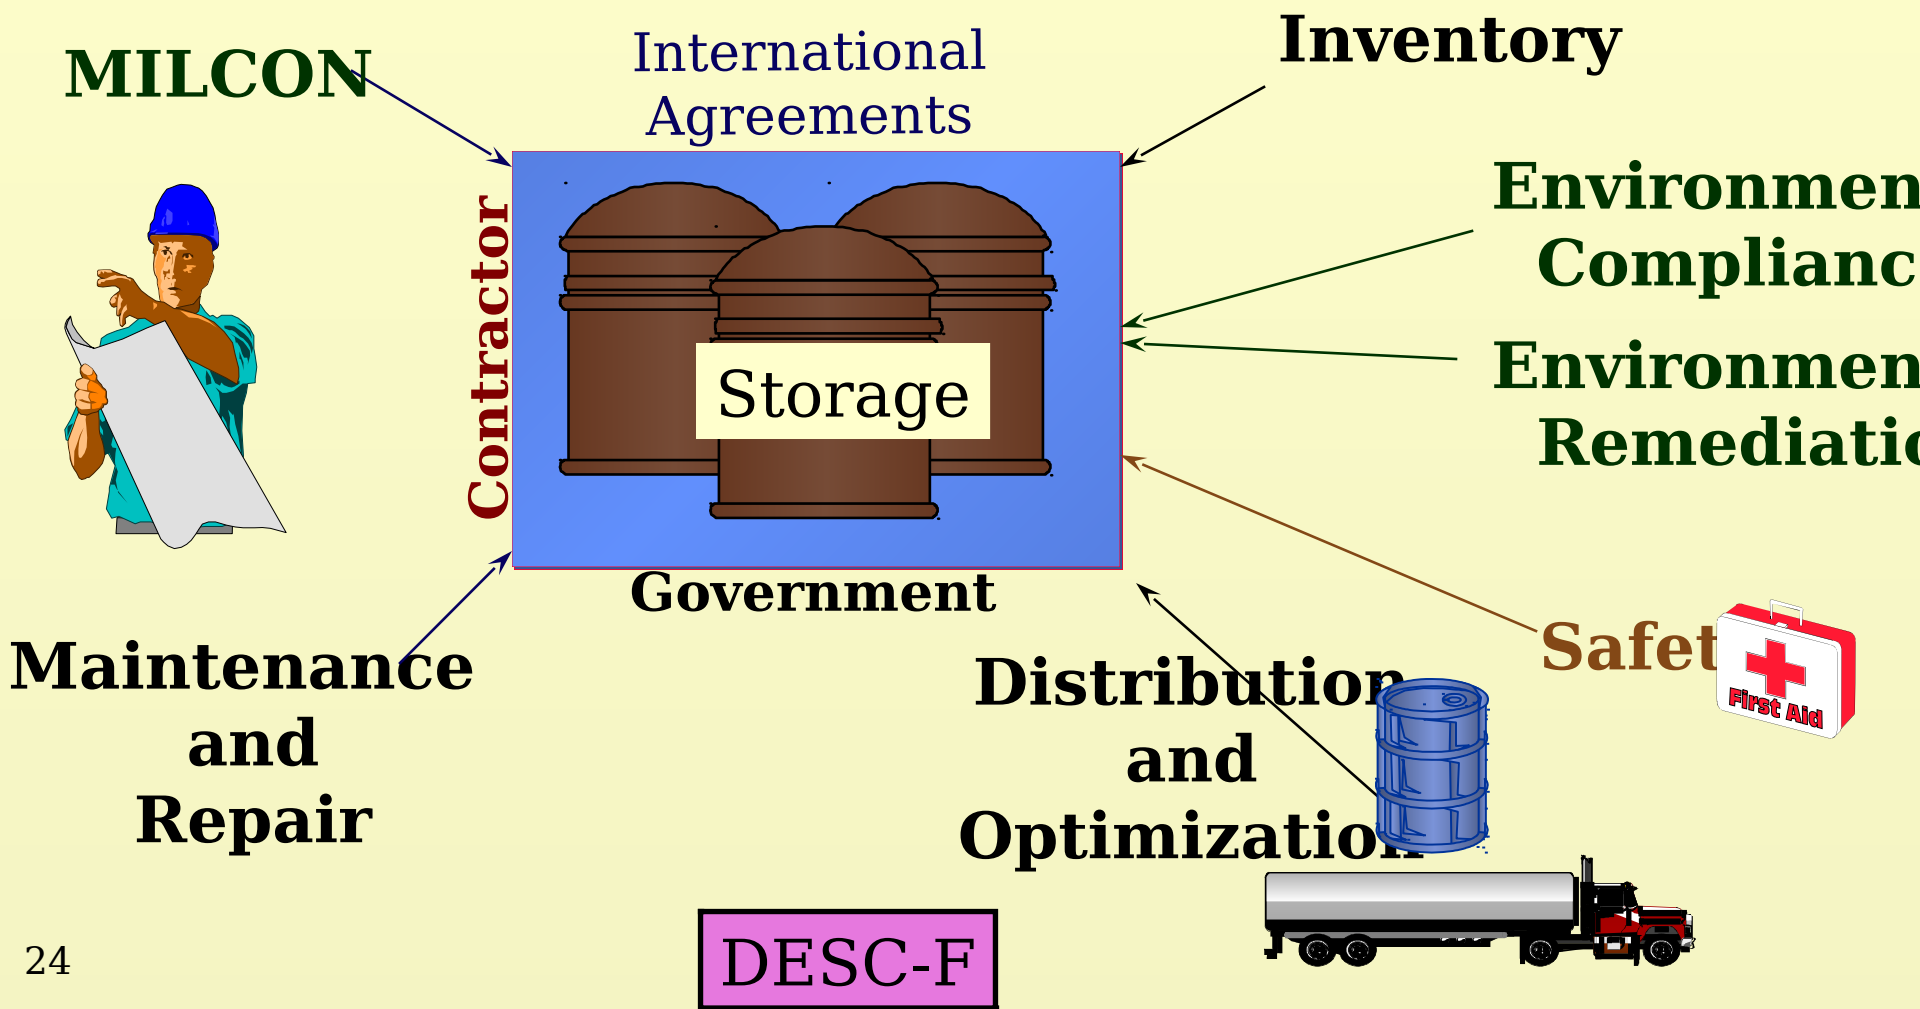 MILCON
International
Agreements
Inventory
Environmen
Complianc
Contractor
Storage
Environmen
Remediatio
Government
Safet
First Aid
Maintenance
and
Repair
Distribution
and
Optimization
24
DESC-F